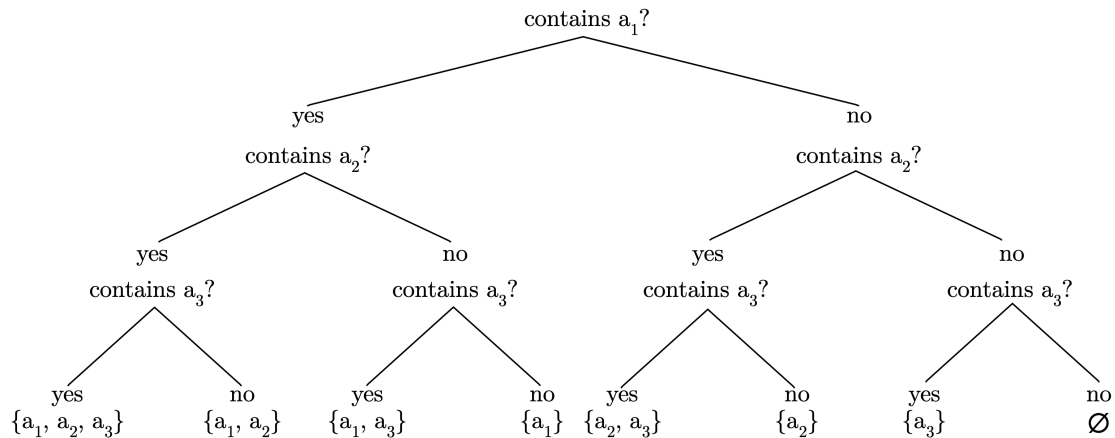 contains a₁?
yes no
contains a₂? contains a₂?
yes no yes no
contains a₃? contains a₃? contains a₃? contains a₃?
yes no yes no yes no yes no
{a₁, a₂, a₃} {a₁, a₂} {a₁, a₃} {a₁} {a₂, a₃} {a₂} {a₃} ∅